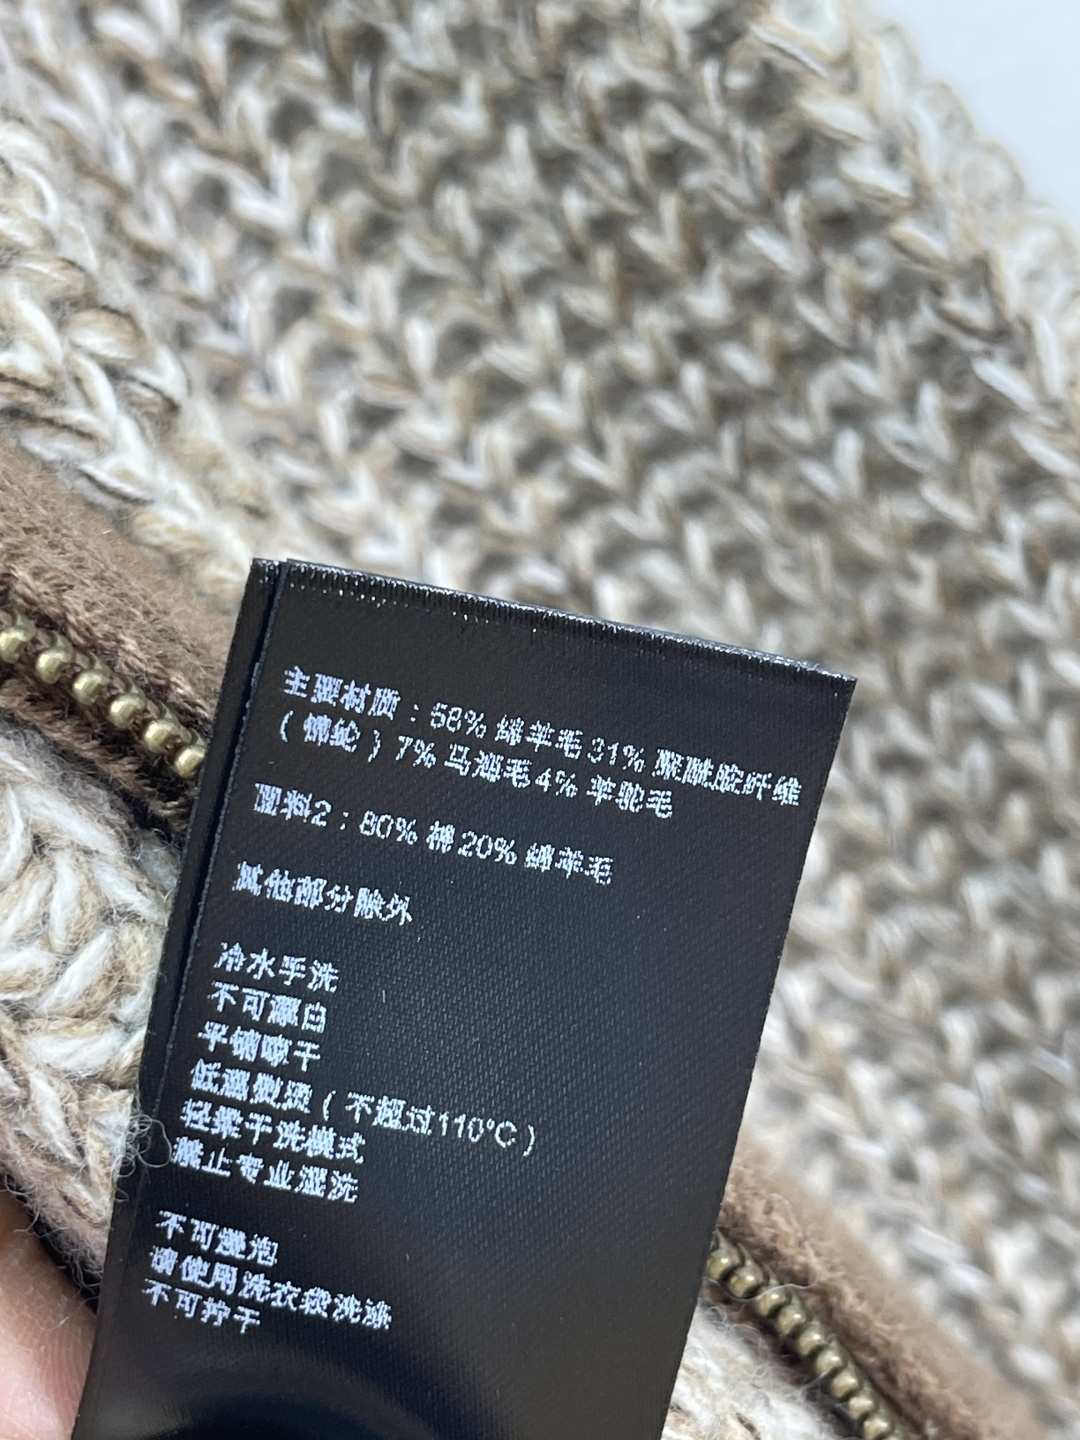 主要材质：58% 绵羊毛 31% 聚酰胺纤维
（锦纶）7% 马海毛 4% 羊驼毛
面料2：80% 棉 20% 绵羊毛
其他部分除外
冷水手洗
不可漂白
平铺晾干
低温熨烫（不超过110°C）
轻柔干洗模式
禁止专业湿洗
不可浸泡
请使用洗衣袋洗涤
不可拧干